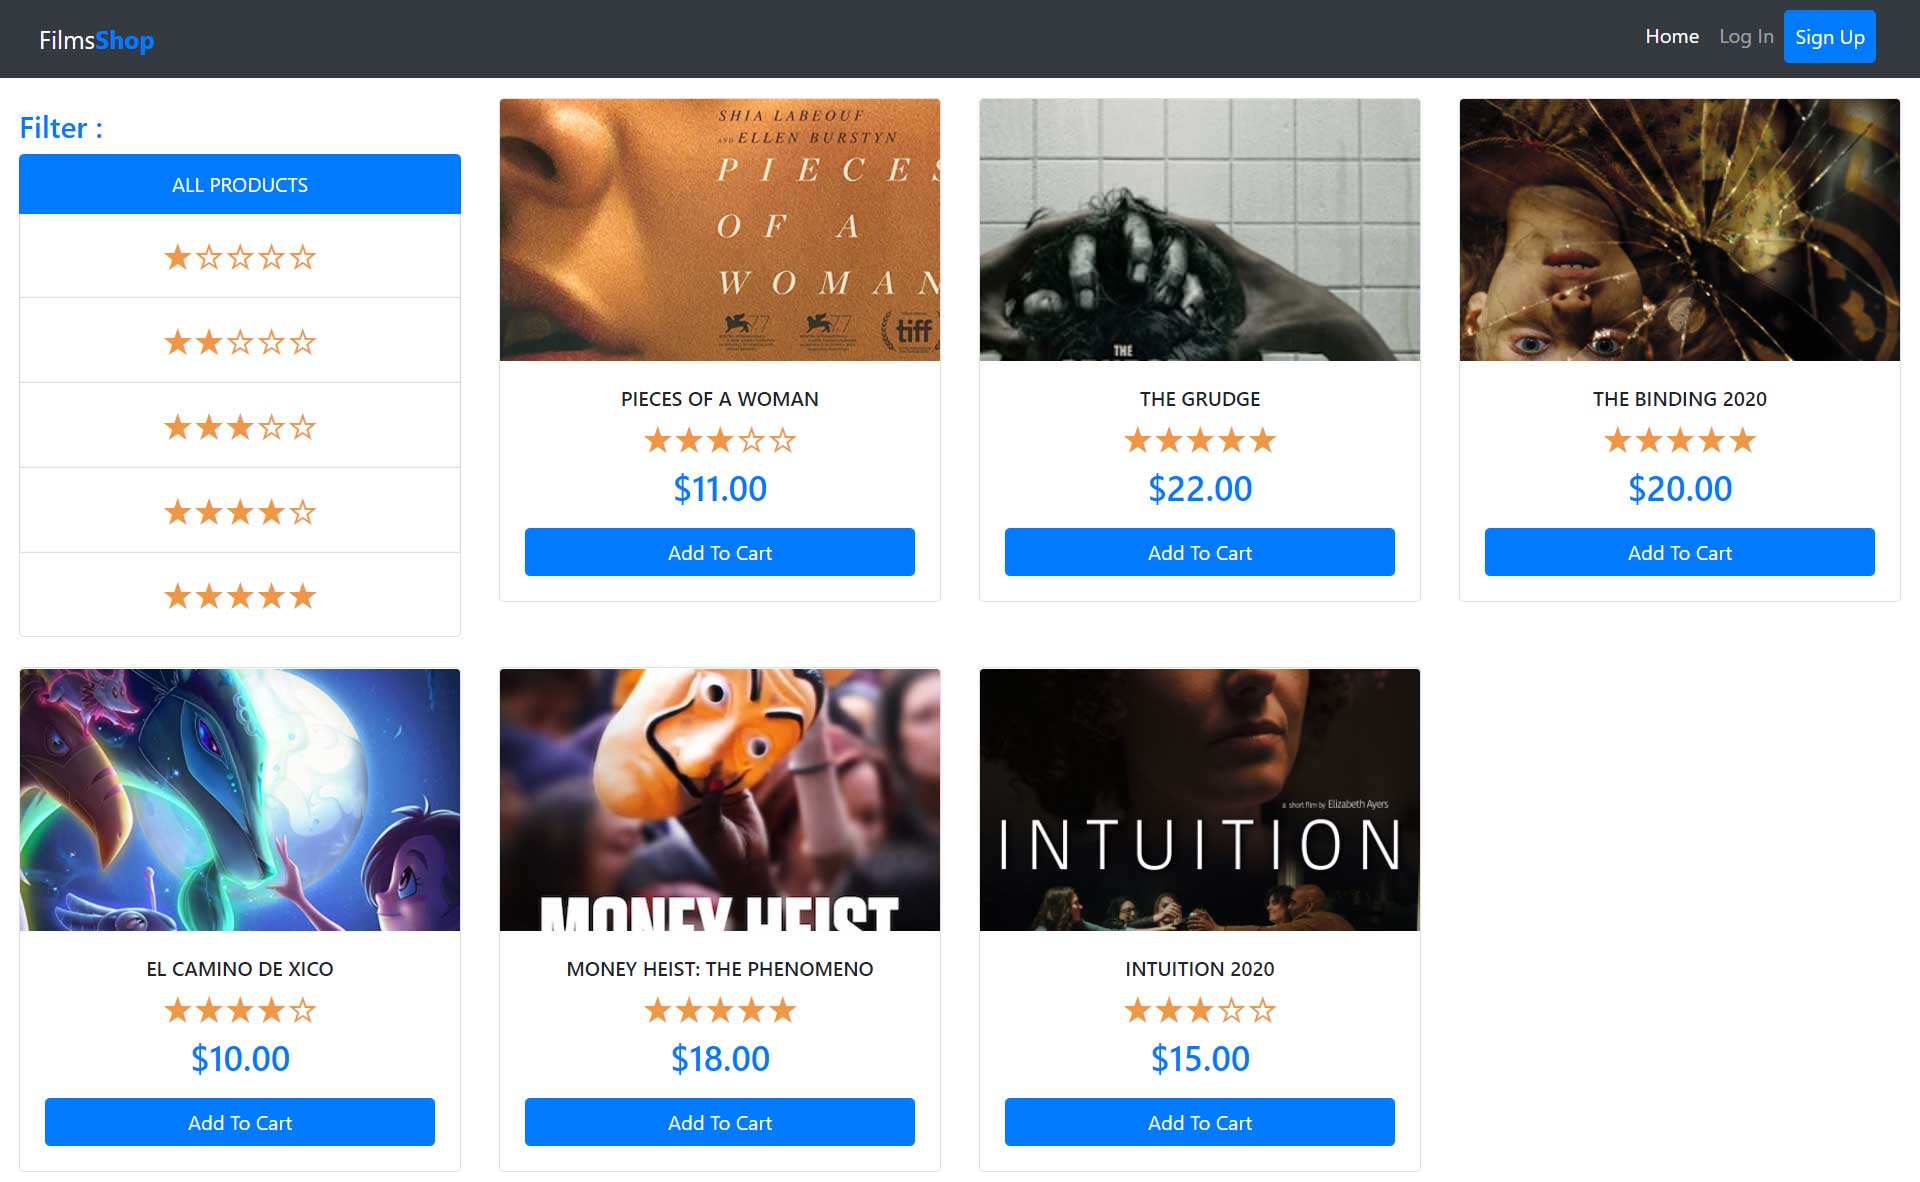 FilmsShop
Home Log In Sign Up
Filter :
ALL PRODUCTS
SHIA LABEOUF
AND ELLEN BURSTYN
PIECES
OF A
WOMAN
77
77
tiff
PIECES OF A WOMAN
$11.00
Add To Cart
THE
GRUDGE
THE GRUDGE
$22.00
Add To Cart
THE BINDING 2020
$20.00
Add To Cart
EL CAMINO DE XICO
$10.00
Add To Cart
MONEY HEIST
MONEY HEIST: THE PHENOMENO
$18.00
Add To Cart
a short film by Elizabeth Ayers
INTUITION
INTUITION 2020
$15.00
Add To Cart